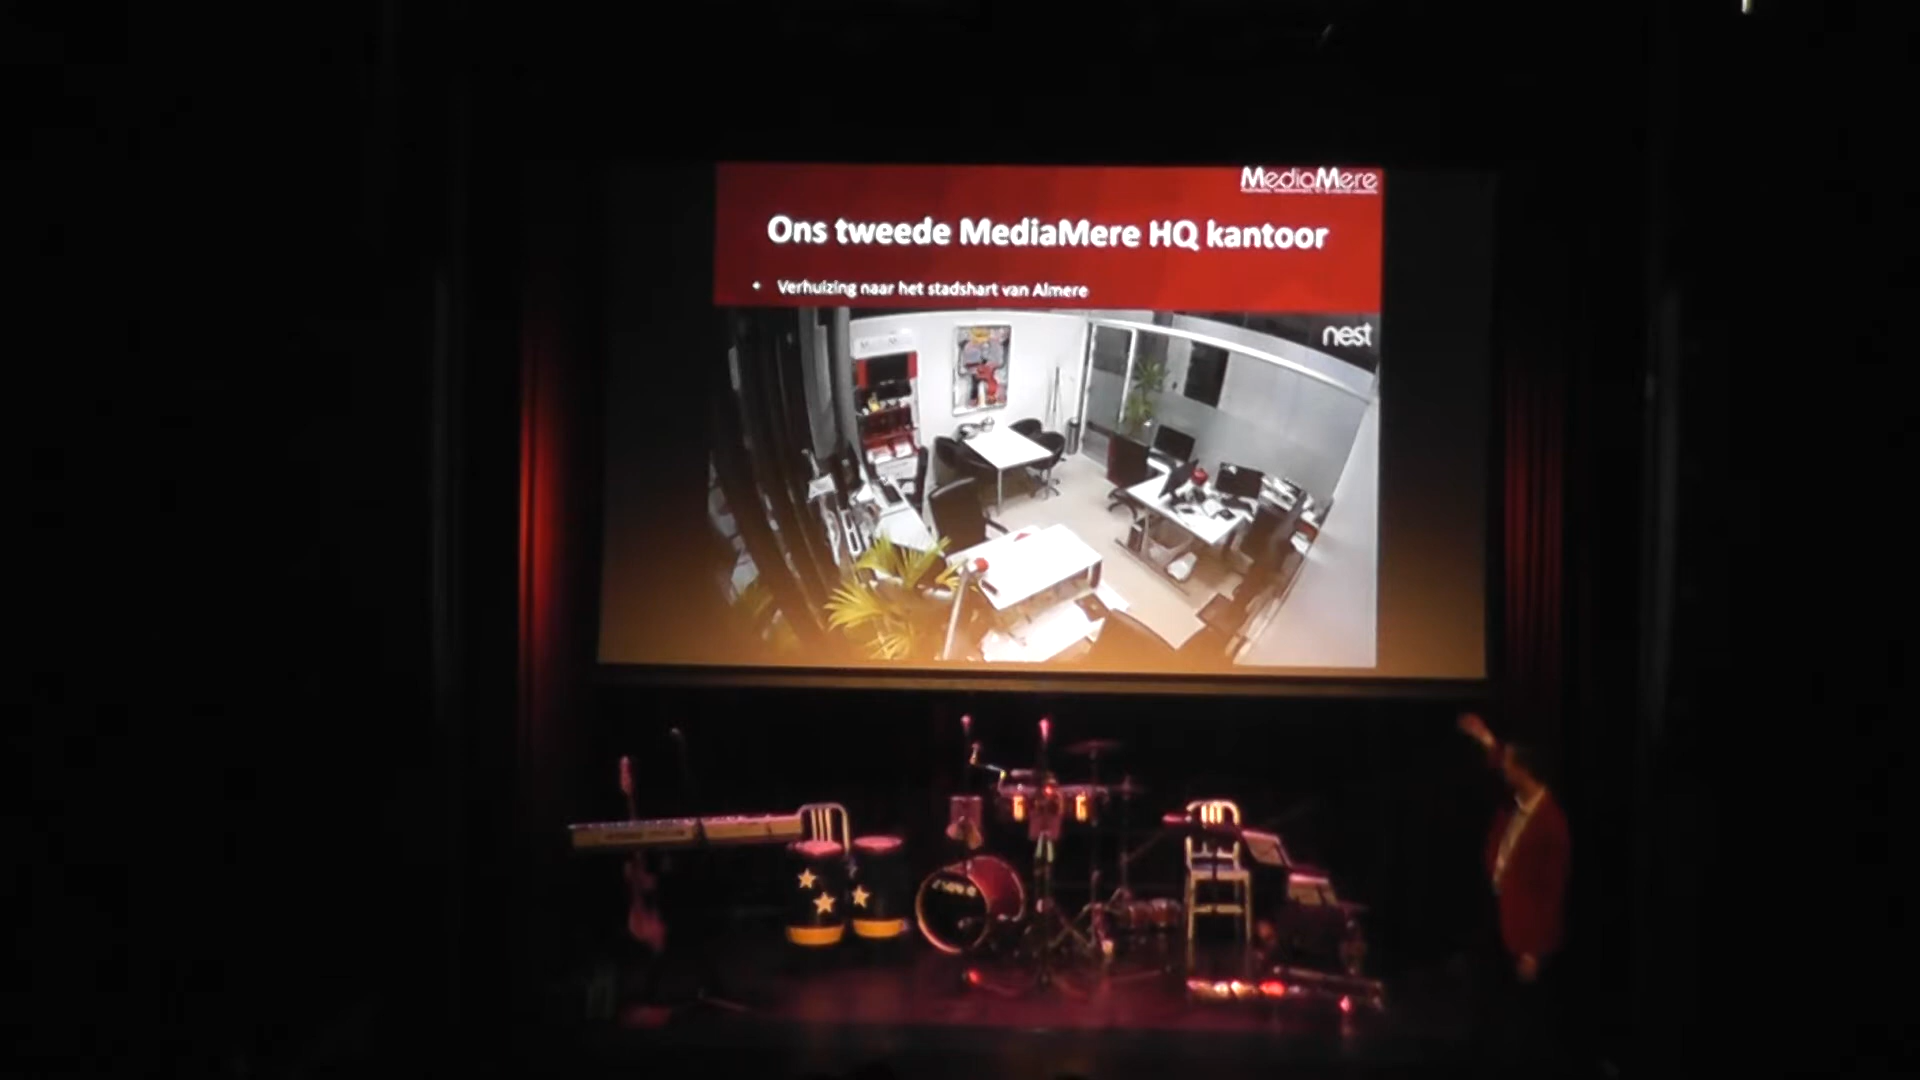 MediaMere
Ons tweede MediaMere HQ kantoor
• Verhuizing naar het stadshart van Almere
nest
G G